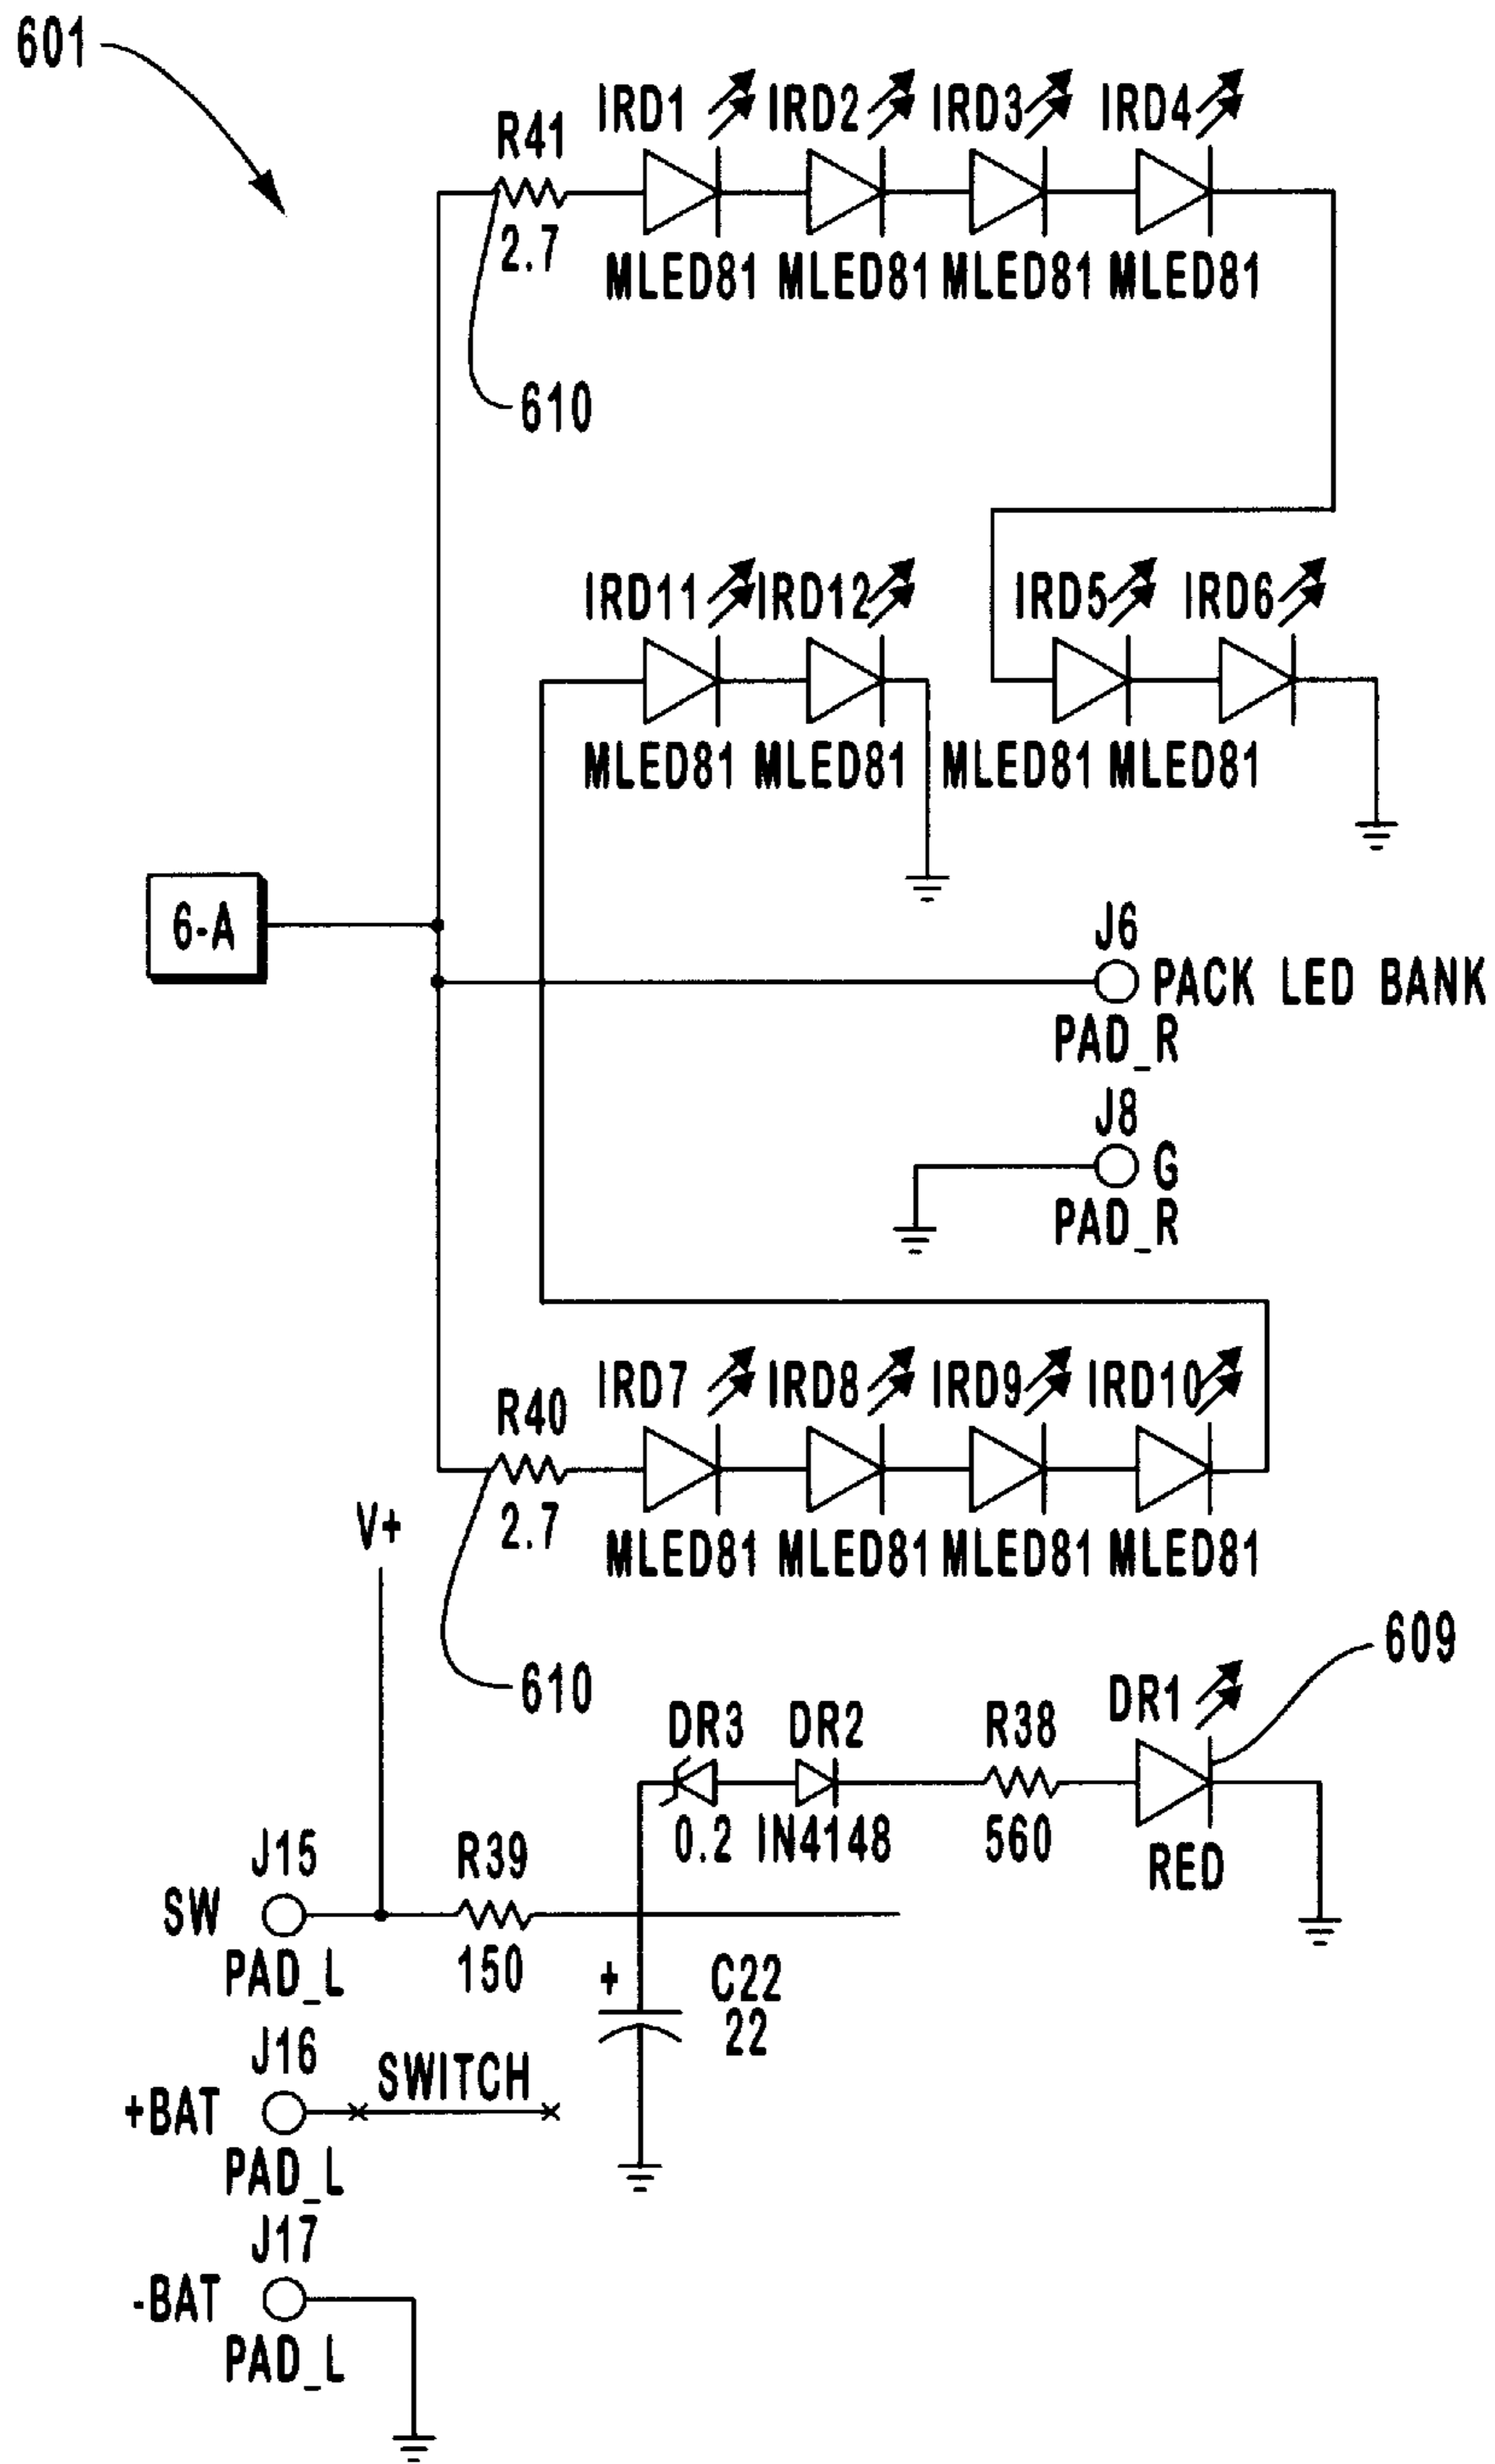 601
R41 IRD1 IRD2 IRD3 IRD4
2.7 MLED81 MLED81 MLED81 MLED81
610
IRD11 IRD12 IRD5 IRD6
MLED81 MLED81 MLED81 MLED81
6-A
J6
PACK LED BANK
PAD_R
J8
G
PAD_R
R40 IRD7 IRD8 IRD9 IRD10
2.7 MLED81 MLED81 MLED81 MLED81
V+
610
609
DR3 DR2 R38 DR1
0.2 IN4148 560 RED
J15 R39
SW
PAD_L 150
+ C22
22
J16
SWITCH
+BAT
PAD_L
J17
-BAT
PAD_L